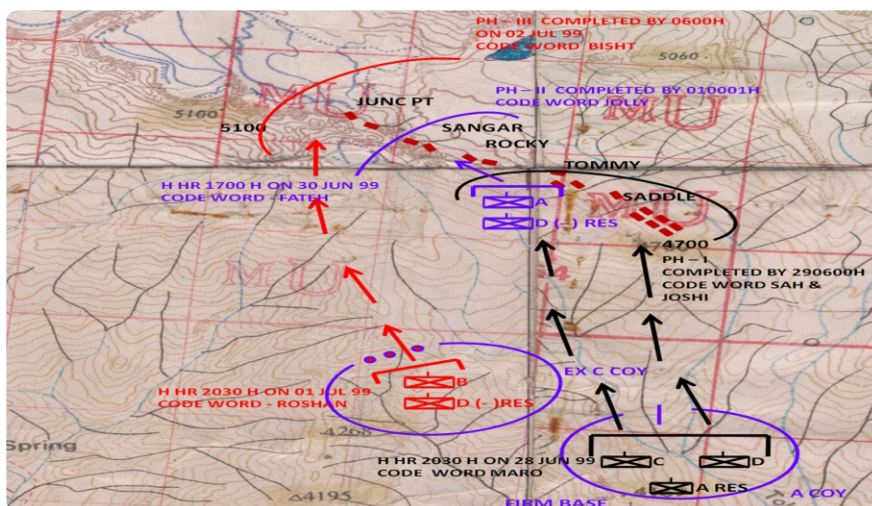 PH – III COMPLETED BY 0600H
ON 02 JUL 99
CODE WORD BISHT
5060
PH – II COMPLETED BY 010001H
CODE WORD JOLLY
JUNC PT
5100
5100
SANGAR
ROCKY
TOMMY
H HR 1700 H ON 30 JUN 99
CODE WORD - FATEH
A
D (-) RES
SADDLE
4700
PH – I
COMPLETED BY 290600H
CODE WORD SAH &
JOSHI
MU
MU
MU
MU
EX C COY
H HR 2030 H ON 01 JUL 99
CODE WORD - ROSHAN
B
D (-)RES
I
4268
Spring
H HR 2030 H ON 28 JUN 99
CODE WORD MARO
C
D
A RES
A COY
4195
FIRM BASE